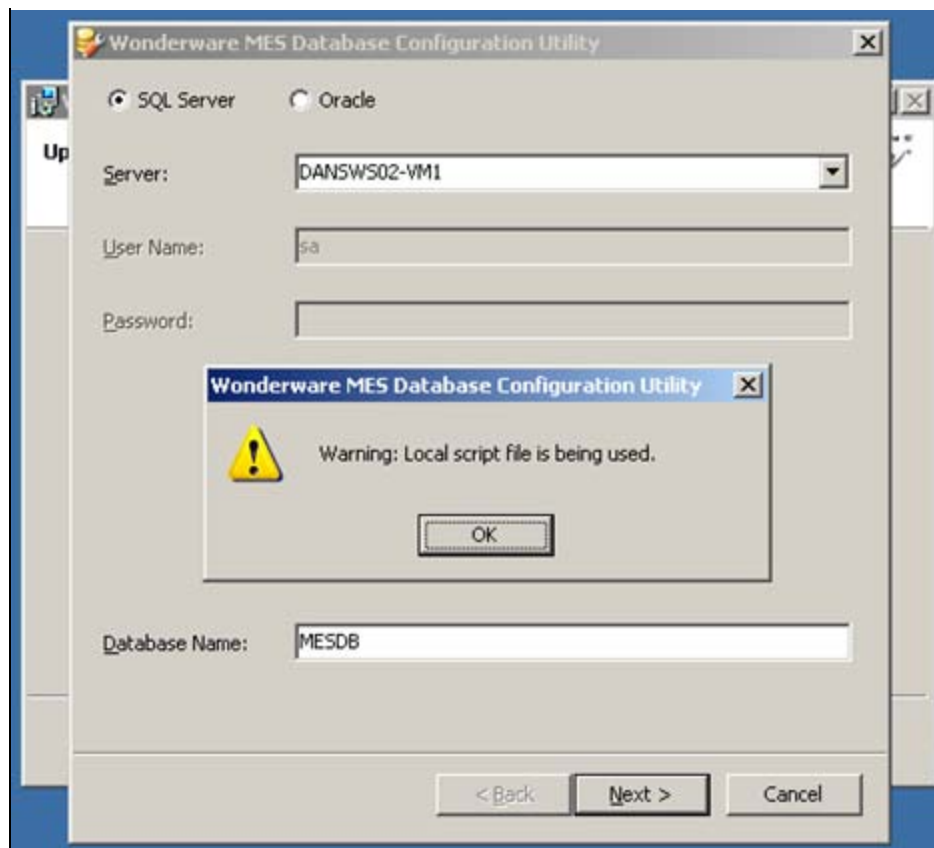 Wonderware MES Database Configuration Utility
SQL Server Oracle
Up
Server: DANSWS02-VM1
User Name: sa
Password:
Wonderware MES Database Configuration Utility
Warning: Local script file is being used.
OK
Database Name: MESDB
< Back Next > Cancel